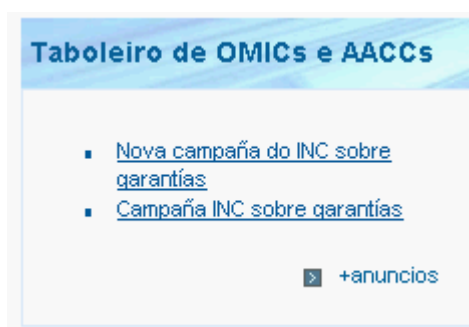 Taboleiro de OMICs e AACCs
Nova campaña do INC sobre
garantías
Campaña INC sobre garantías
+anuncios